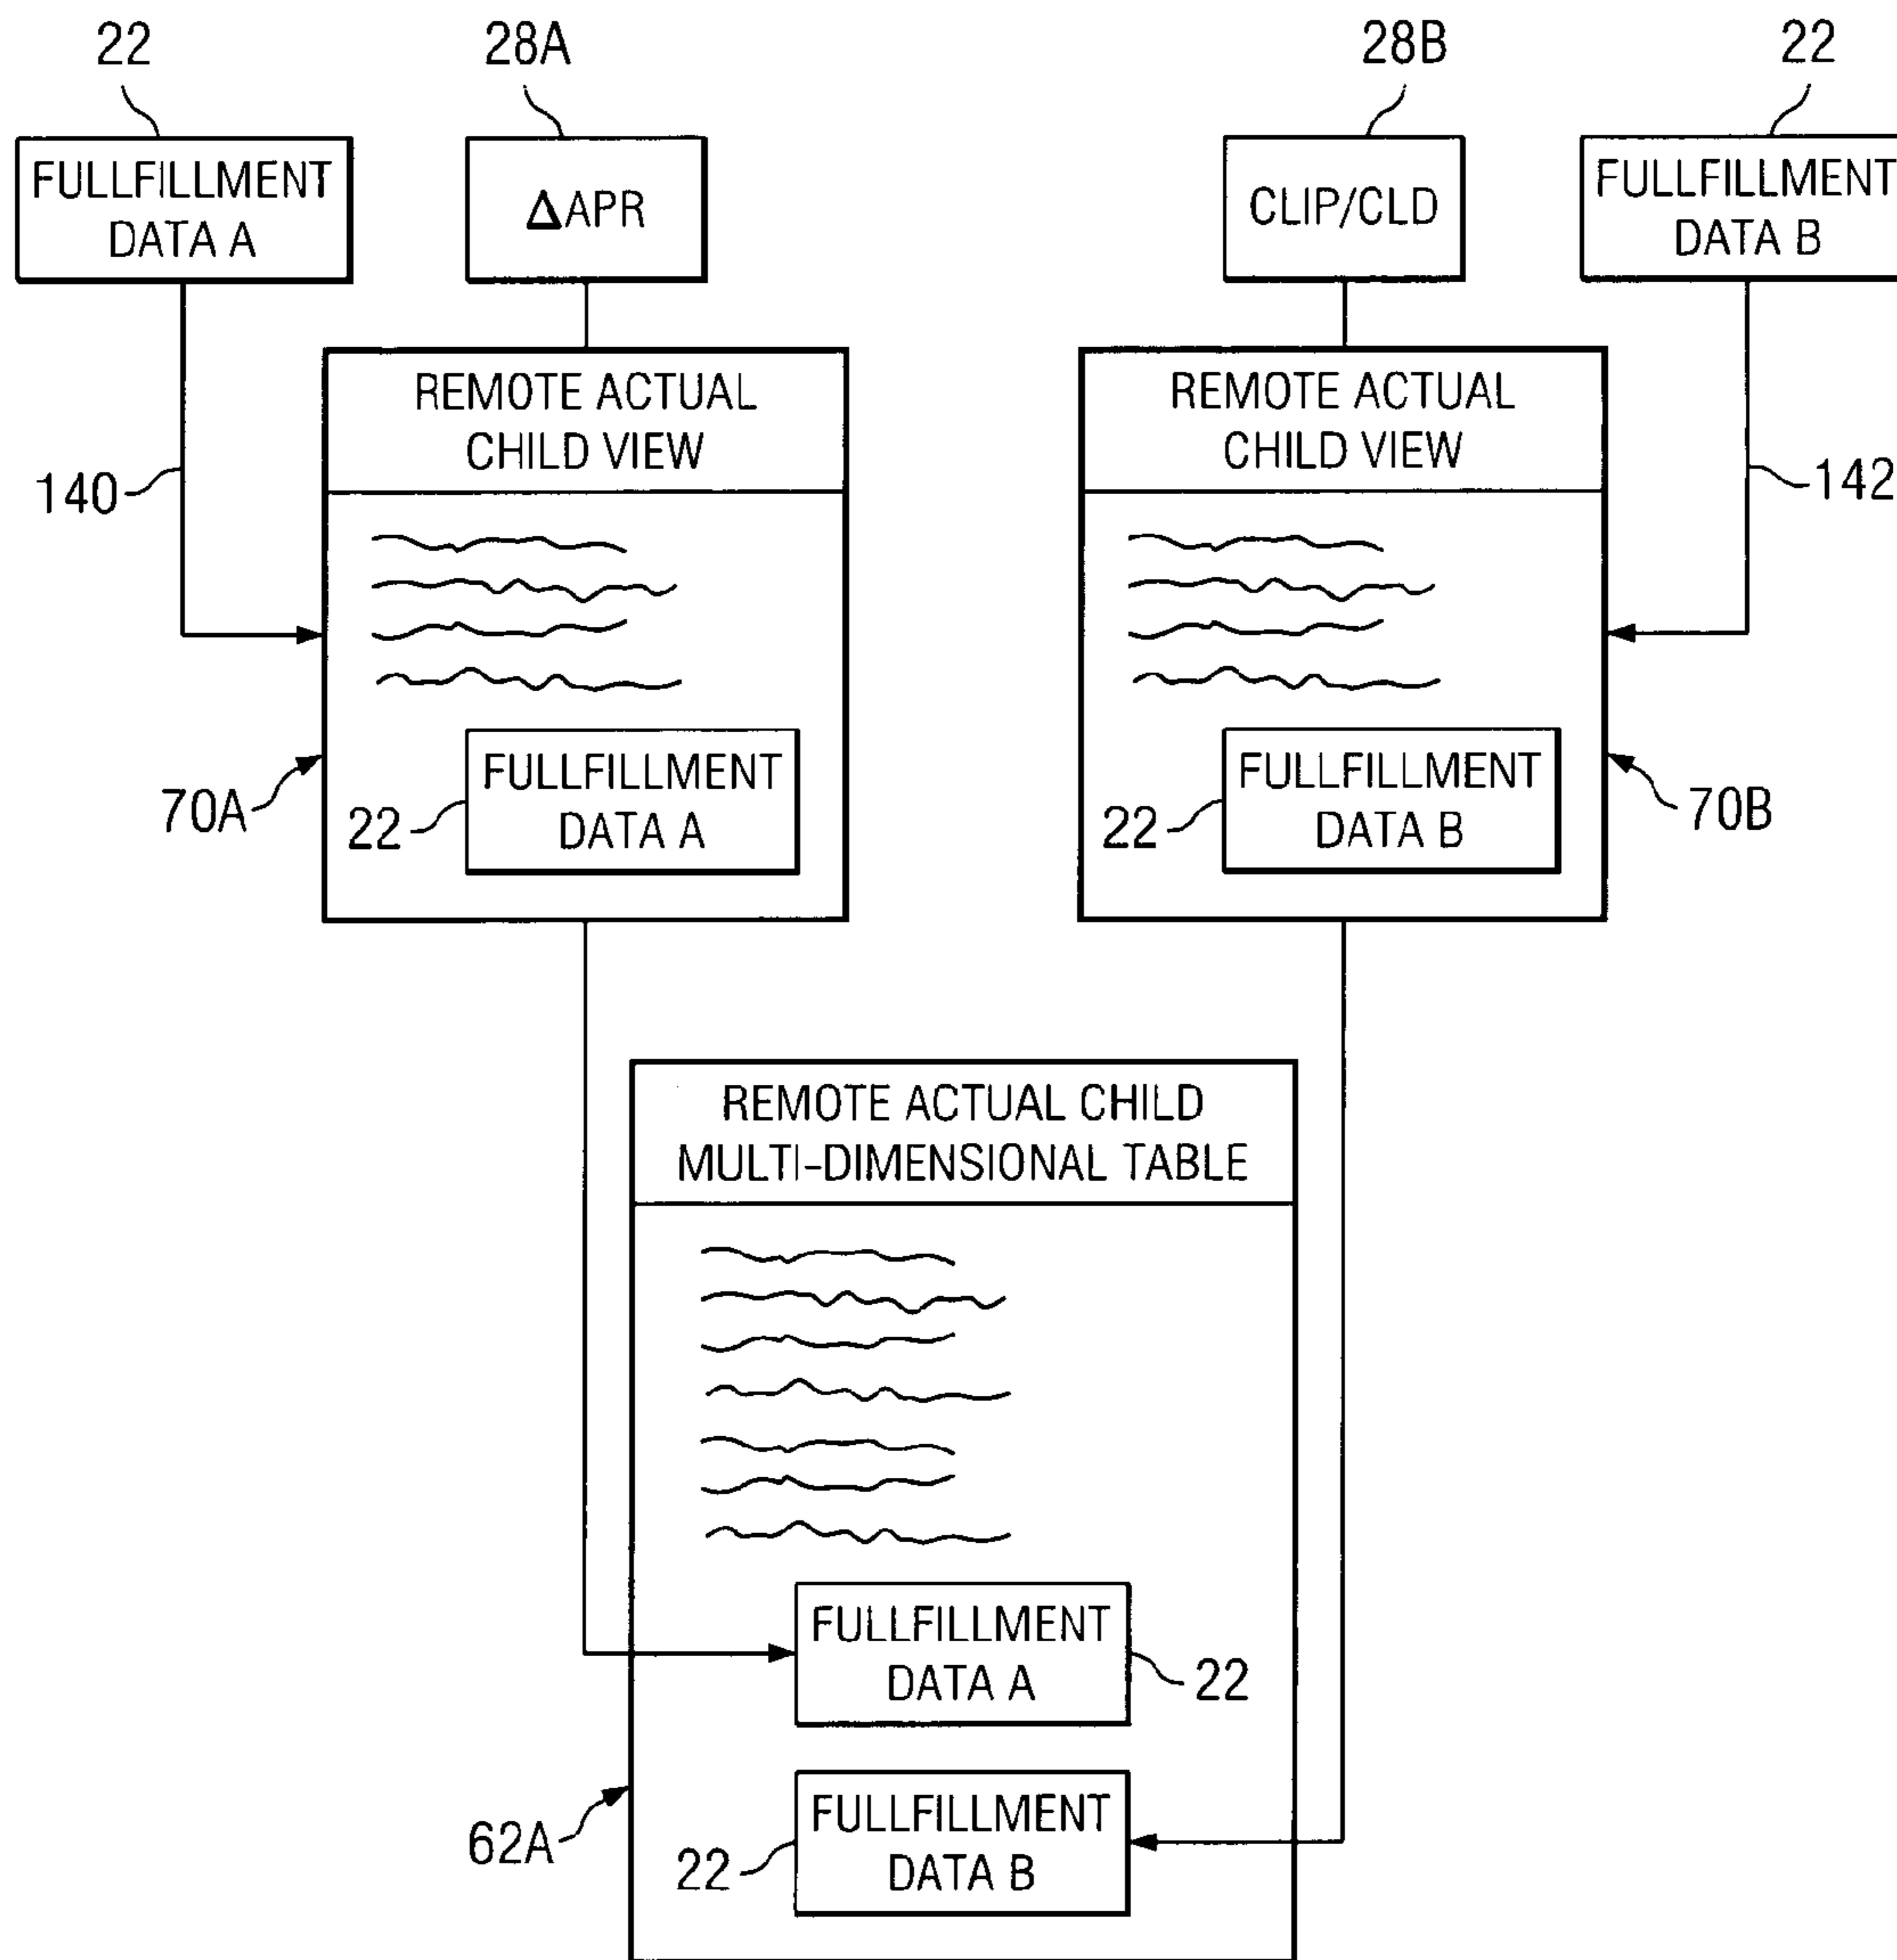 22
28A
28B
22
FULLFILLMENT
DATA A
ΔAPR
CLIP/CLD
FULLFILLMENT
DATA B
REMOTE ACTUAL
CHILD VIEW
REMOTE ACTUAL
CHILD VIEW
140
142
FULLFILLMENT
DATA A
22
70A
FULLFILLMENT
DATA B
22
70B
REMOTE ACTUAL CHILD
MULTI-DIMENSIONAL TABLE
FULLFILLMENT
DATA A
22
FULLFILLMENT
DATA B
22
62A